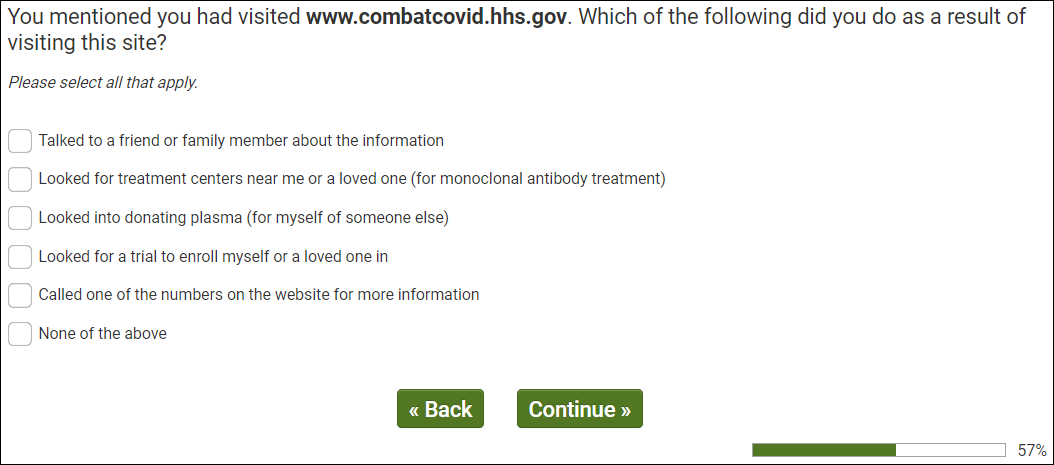 You mentioned you had visited www.combatcovid.hhs.gov. Which of the following did you do as a result of
visiting this site?
Please select all that apply.
Talked to a friend or family member about the information
Looked for treatment centers near me or a loved one (for monoclonal antibody treatment)
Looked into donating plasma (for myself of someone else)
Looked for a trial to enroll myself or a loved one in
Called one of the numbers on the website for more information
None of the above
« Back Continue »
57%